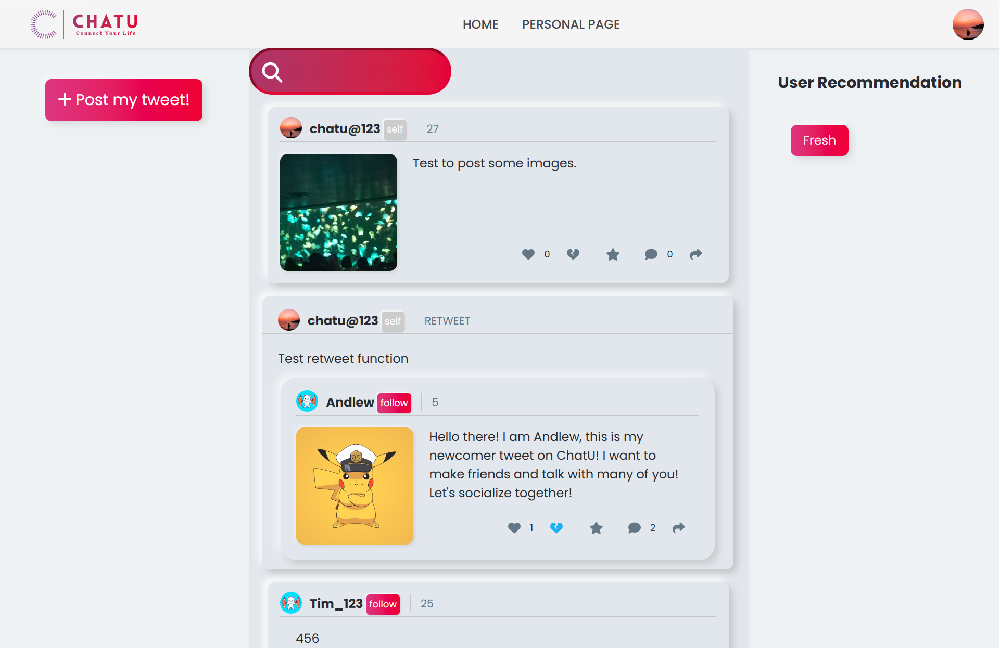 CHATU
Connect Your Life
HOME
PERSONAL PAGE
+ Post my tweet!
User Recommendation
Fresh
chatu@123 self 27
Test to post some images.
0 0
chatu@123 self RETWEET
Test retweet function
Andlew follow 5
Hello there! I am Andlew, this is my
newcomer tweet on ChatU! I want to
make friends and talk with many of you!
Let's socialize together!
1 2
Tim_123 follow 25
456